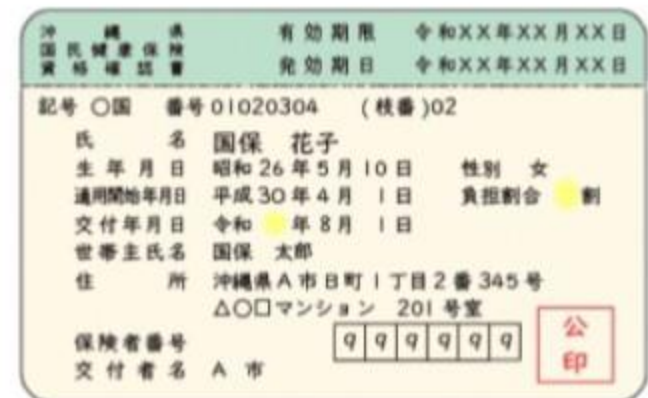 沖縄県
国民健康保険
資格確認書
有効期限 令和XX年XX月XX日
発効期日 令和XX年XX月XX日
記号 〇国 番号 01020304 (枝番)02
氏名 国保 花子
生年月日 昭和26年5月10日 性別 女
適用開始年月日 平成30年4月1日 負担割合 割
交付年月日 令和 年8月1日
世帯主氏名 国保 太郎
住所 沖縄県A市B町1丁目2番345号
△〇□マンション 201号室
保険者番号 999999
交付者名 A市
公印